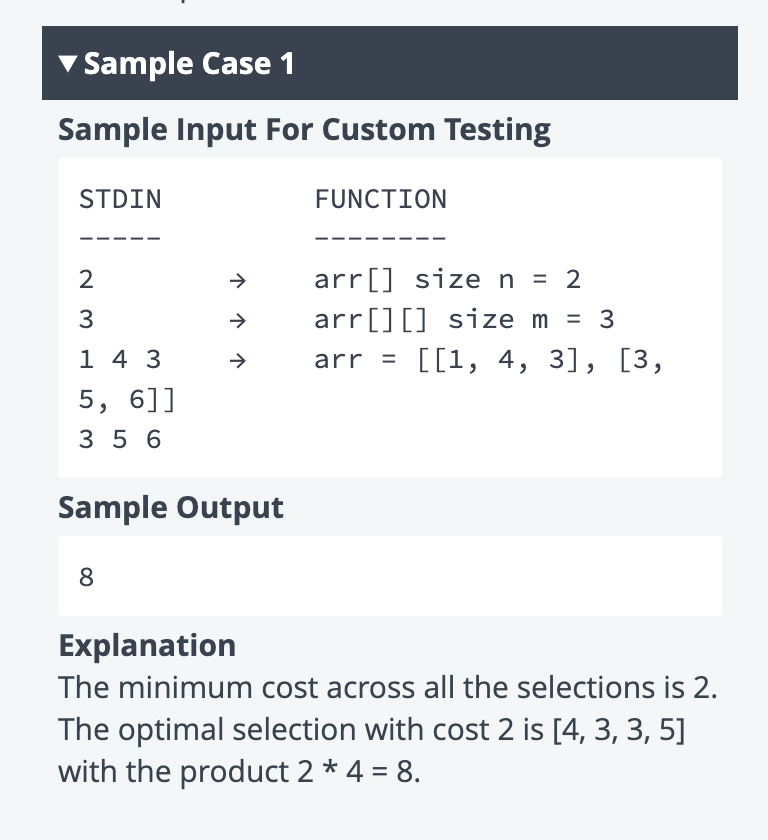 ▼ Sample Case 1
Sample Input For Custom Testing
STDIN FUNCTION
----- --------
2 → arr[] size n = 2
3 → arr[][] size m = 3
1 4 3 → arr = [[1, 4, 3], [3,
5, 6]]
3 5 6
Sample Output
8
Explanation
The minimum cost across all the selections is 2.
The optimal selection with cost 2 is [4, 3, 3, 5]
with the product 2 * 4 = 8.